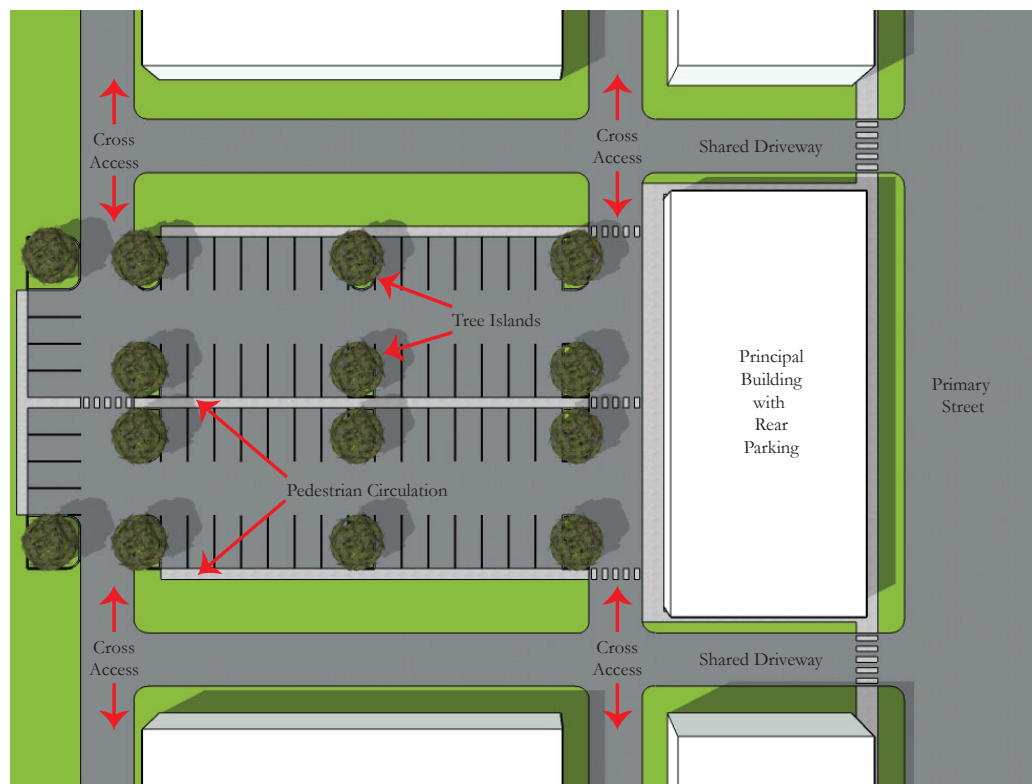 Cross
Access
Cross
Access
Shared Driveway
Tree Islands
Principal
Building
with
Rear
Parking
Primary
Street
Pedestrian Circulation
Cross
Access
Cross
Access
Shared Driveway